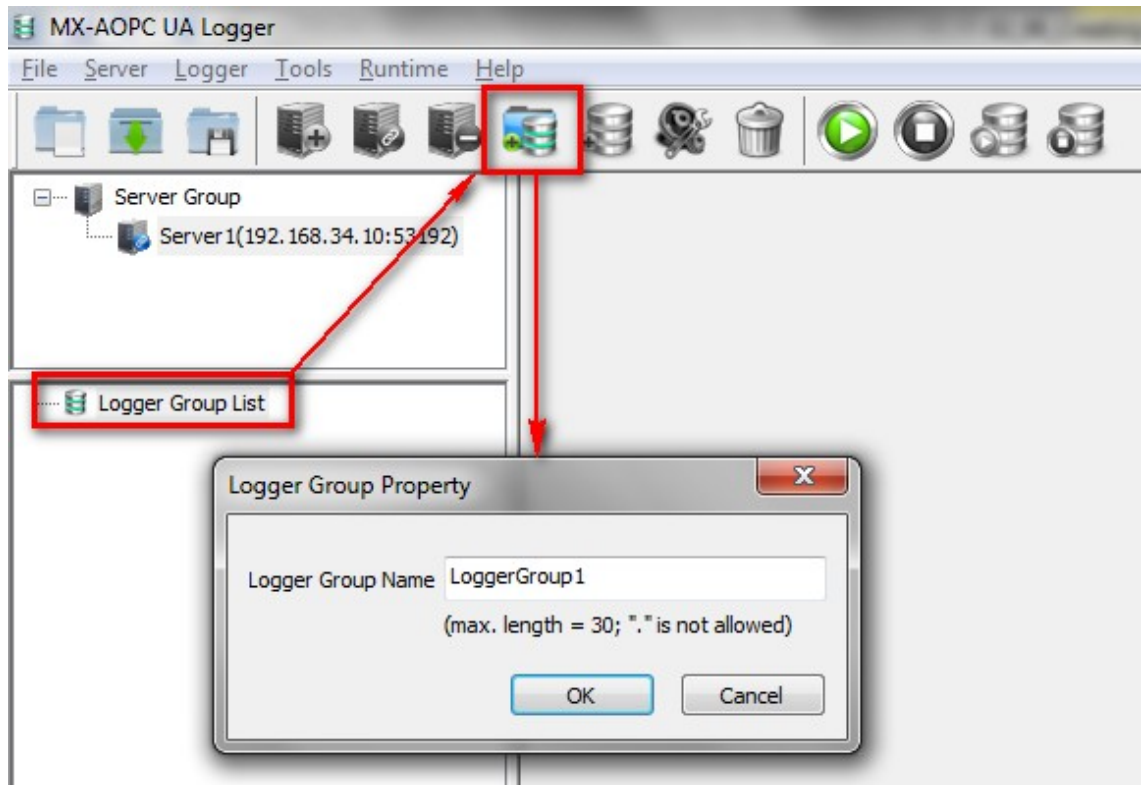 MX-AOPC UA Logger
File Server Logger Tools Runtime Help
Server Group
Server1(192.168.34.10:53192)
Logger Group List
Logger Group Property
Logger Group Name LoggerGroup1
(max. length = 30; "." is not allowed)
OK Cancel